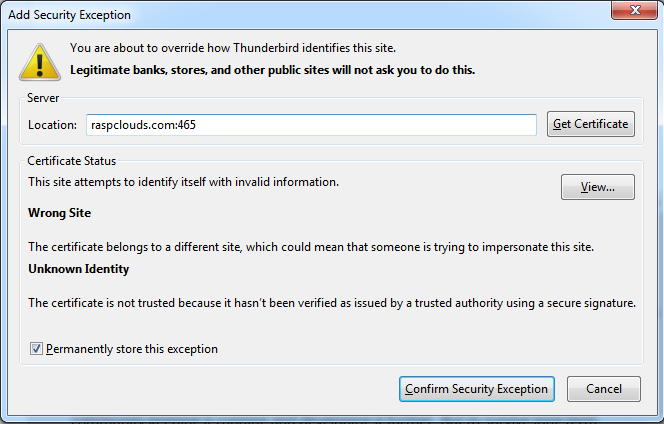 Add Security Exception
You are about to override how Thunderbird identifies this site.
Legitimate banks, stores, and other public sites will not ask you to do this.
Server
Location: raspclouds.com:465 Get Certificate
Certificate Status
This site attempts to identify itself with invalid information.
View...
Wrong Site
The certificate belongs to a different site, which could mean that someone is trying to impersonate this site.
Unknown Identity
The certificate is not trusted because it hasn't been verified as issued by a trusted authority using a secure signature.
Permanently store this exception
Confirm Security Exception Cancel